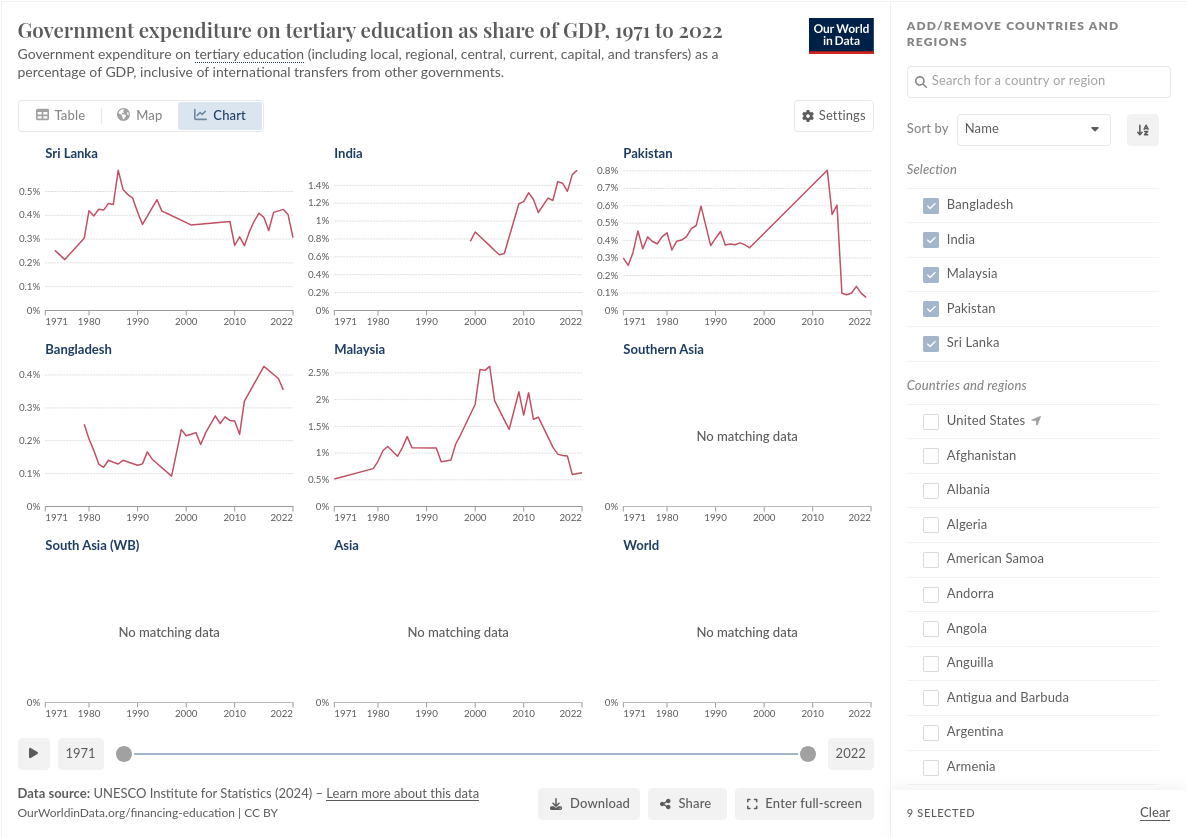 Government expenditure on tertiary education as share of GDP, 1971 to 2022
Government expenditure on tertiary education (including local, regional, central, current, capital, and transfers) as a
percentage of GDP, inclusive of international transfers from other governments.
Our World
in Data
Table
Map
Chart
Settings
Sri Lanka
0.5%
0.4%
0.3%
0.2%
0.1%
0%
1971 1980 1990 2000 2010 2022
India
1.4%
1.2%
1%
0.8%
0.6%
0.4%
0.2%
0%
1971 1980 1990 2000 2010 2022
Pakistan
0.8%
0.7%
0.6%
0.5%
0.4%
0.3%
0.2%
0.1%
0%
1971 1980 1990 2000 2010 2022
Bangladesh
0.4%
0.3%
0.2%
0.1%
0%
1971 1980 1990 2000 2010 2022
Malaysia
2.5%
2%
1.5%
1%
0.5%
0%
1971 1980 1990 2000 2010 2022
Southern Asia
No matching data
0%
1971 1980 1990 2000 2010 2022
South Asia (WB)
No matching data
0%
1971 1980 1990 2000 2010 2022
Asia
No matching data
0%
1971 1980 1990 2000 2010 2022
World
No matching data
0%
1971 1980 1990 2000 2010 2022
1971
2022
Data source: UNESCO Institute for Statistics (2024) – Learn more about this data
OurWorldinData.org/financing-education | CC BY
Download
Share
Enter full-screen
ADD/REMOVE COUNTRIES AND
REGIONS
Search for a country or region
Sort by
Name
Selection
Bangladesh
India
Malaysia
Pakistan
Sri Lanka
Countries and regions
United States
Afghanistan
Albania
Algeria
American Samoa
Andorra
Angola
Anguilla
Antigua and Barbuda
Argentina
Armenia
9 SELECTED
Clear